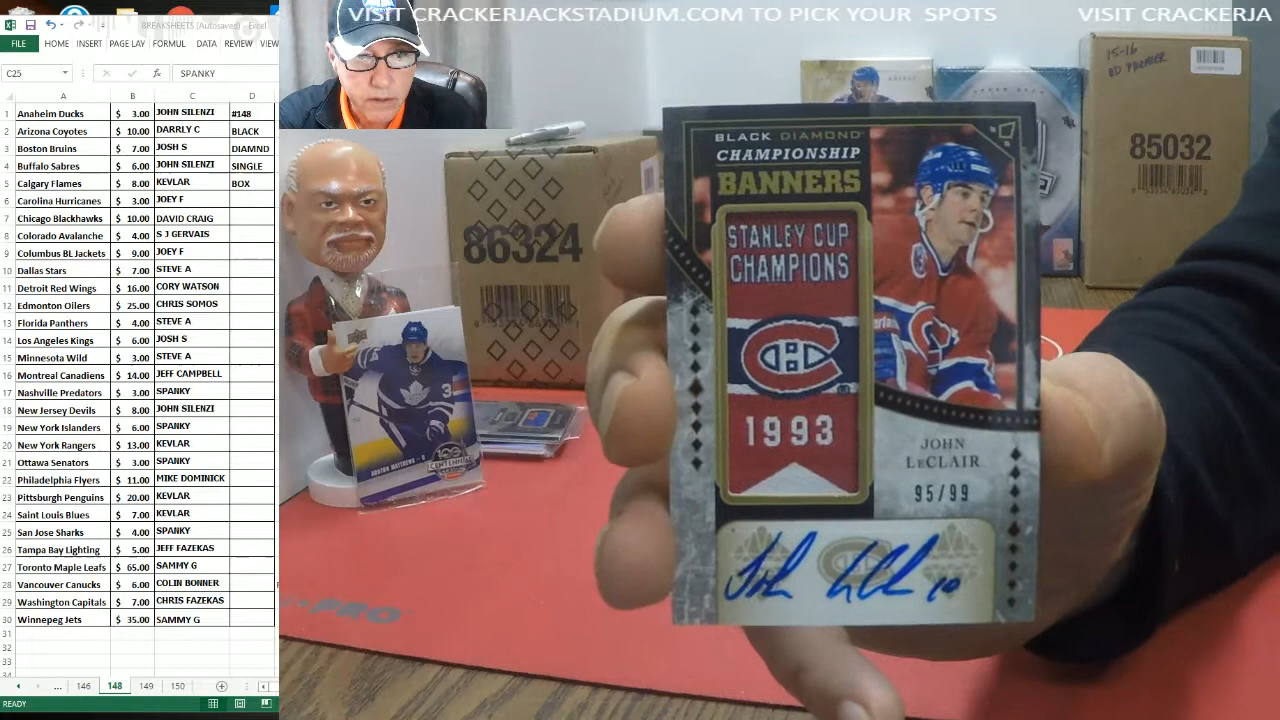 VISIT CRACKERJACKSTADIUM.COM TO PICK YOUR SPOTS VISIT CRACKERJA
BREAKSHEETS (Autosaved) - Excel
FILE HOME INSERT PAGE LAY FORMUL DATA REVIEW VIEW
C25 fx SPANKY
A B C D
1 Anaheim Ducks $ 3.00 JOHN SILENZI #148
2 Arizona Coyotes $ 10.00 DARRLY C BLACK
3 Boston Bruins $ 7.00 JOSH S DIAMND
4 Buffalo Sabres $ 6.00 JOHN SILENZI SINGLE
5 Calgary Flames $ 8.00 KEVLAR BOX
6 Carolina Hurricanes $ 3.00 JOEY F
7 Chicago Blackhawks $ 10.00 DAVID CRAIG
8 Colorado Avalanche $ 4.00 S J GERVAIS
9 Columbus BL Jackets $ 9.00 JOEY F
10 Dallas Stars $ 7.00 STEVE A
11 Detroit Red Wings $ 16.00 CORY WATSON
12 Edmonton Oilers $ 25.00 CHRIS SOMOS
13 Florida Panthers $ 4.00 STEVE A
14 Los Angeles Kings $ 6.00 JOSH S
15 Minnesota Wild $ 3.00 STEVE A
16 Montreal Canadiens $ 14.00 JEFF CAMPBELL
17 Nashville Predators $ 3.00 SPANKY
18 New Jersey Devils $ 8.00 JOHN SILENZI
19 New York Islanders $ 6.00 SPANKY
20 New York Rangers $ 13.00 KEVLAR
21 Ottawa Senators $ 3.00 SPANKY
22 Philadelphia Flyers $ 11.00 MIKE DOMINICK
23 Pittsburgh Penguins $ 20.00 KEVLAR
24 Saint Louis Blues $ 7.00 KEVLAR
25 San Jose Sharks $ 4.00 SPANKY
26 Tampa Bay Lighting $ 5.00 JEFF FAZEKAS
27 Toronto Maple Leafs $ 65.00 SAMMY G
28 Vancouver Canucks $ 6.00 COLIN BONNER
29 Washington Capitals $ 7.00 CHRIS FAZEKAS
30 Winnepeg Jets $ 35.00 SAMMY G
31
32
33
... 146 148 149 150 ...
READY
15-16
UD PREMIER
85032
86324
BLACK DIAMOND
CHAMPIONSHIP
BANNERS
STANLEY CUP
CHAMPIONS
1993
JOHN
LECLAIR
95/99
John LeClair 10
AUSTON MATTHEWS - C
CENTENNIAL
PRO